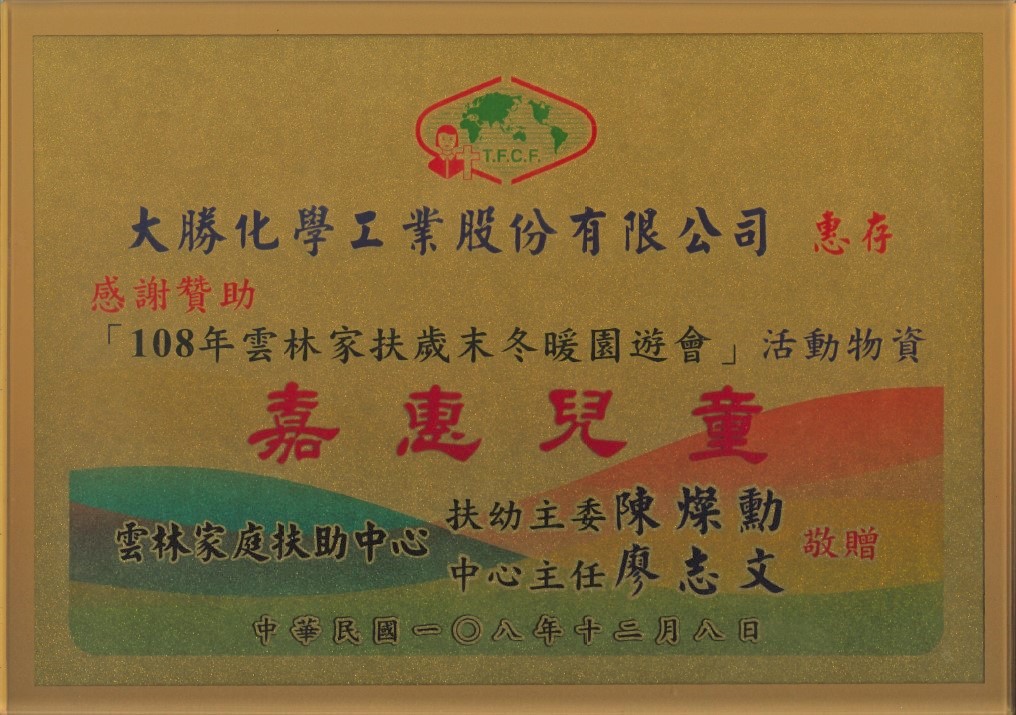 T.F.C.F.
大勝化學工業股份有限公司 惠存
感謝贊助
「108年雲林家扶歲末冬暖園遊會」活動物資
嘉惠兒童
雲林家庭扶助中心 扶幼主委陳燦勳
中心主任廖志文 敬贈
中華民國一〇八年十二月八日